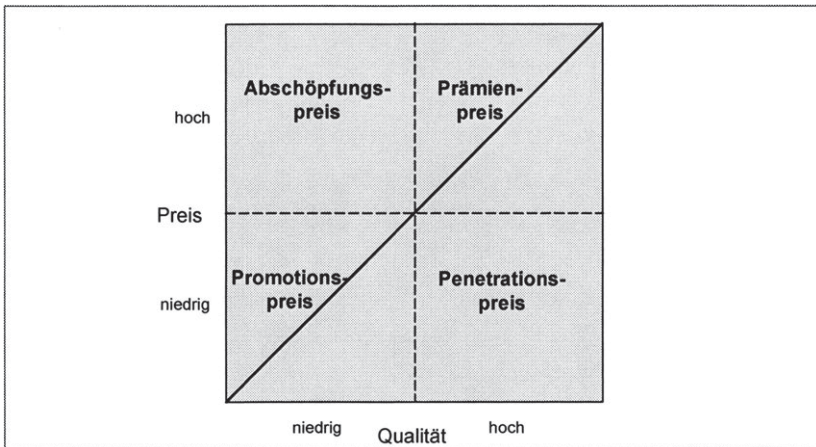 Abschöpfungs-
preis
Prämien-
preis
hoch
Preis
Promotions-
preis
Penetrations-
preis
niedrig
niedrig
Qualität
hoch